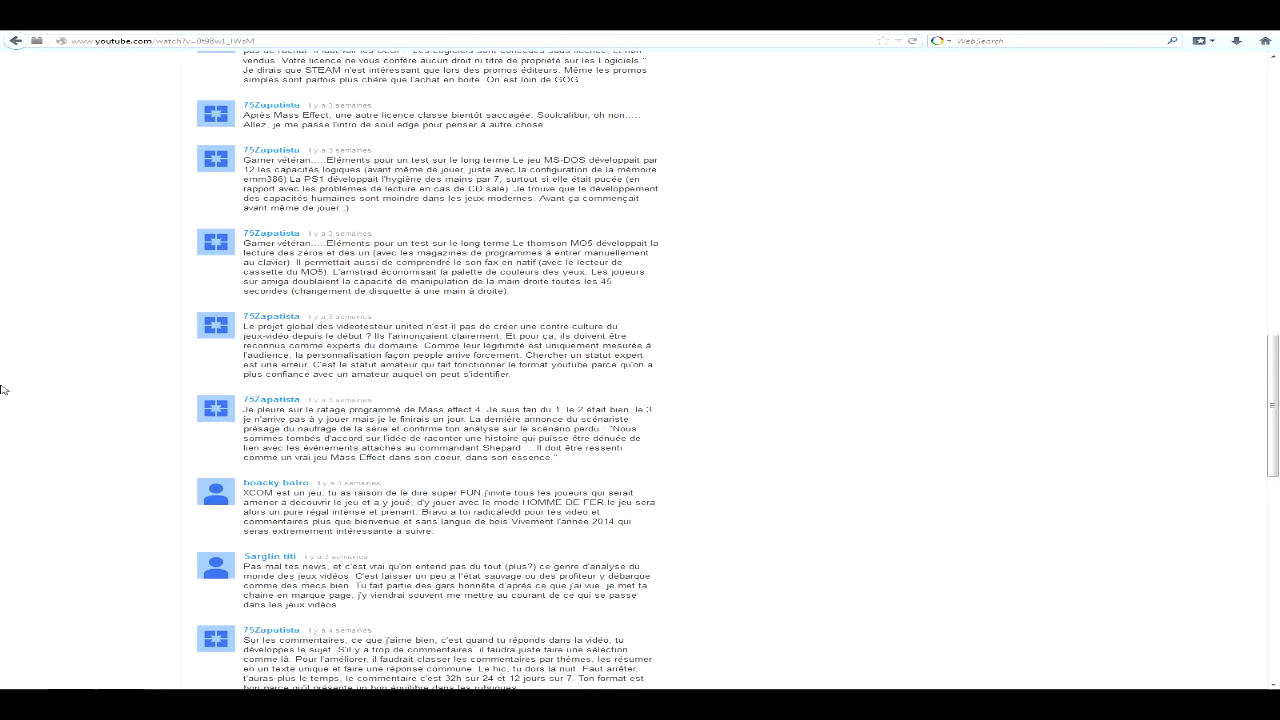 www.youtube.com/watch?v=0t98w1_IWsM
WebSearch
vendus. Votre licence ne vous confère aucun droit ni titre de propriété sur les Logiciels."
Je dirais que STEAM n'est intéressant que lors des promos éditeurs. Même les promos
simples sont parfois plus chère que l'achat en boite. On est loin de GOG.
75Zapatista il y a 3 semaines
Après Mass Effect, une autre licence classe bientôt saccagée. Soulcalibur, oh non.....
Allez, je me passe l'intro de soul edge pour penser à autre chose.
75Zapatista il y a 3 semaines
Gamer vétéran.....Eléments pour un test sur le long terme Le jeu MS-DOS développait par
12 les capacités logiques (avant même de jouer, juste avec la configuration de la mémoire
emm386) La PS1 développait l'hygiène des mains par 7, surtout si elle était pucée (en
rapport avec les problèmes de lecture en cas de CD sale). Je trouve que le développement
des capacités humaines sont moindre dans les jeux modernes. Avant ça commençait
avant même de jouer ;)
75Zapatista il y a 3 semaines
Gamer vétéran.....Eléments pour un test sur le long terme Le thomson MO5 développait la
lecture des zéros et des un (avec les magazines de programmes à entrer manuellement
au clavier). Il permettait aussi de comprendre le son fax en natif (avec le lecteur de
cassette du MO5). L'amstrad économisait la palette de couleurs des yeux. Les joueurs
sur amiga doublaient la capacité de manipulation de la main droite toutes les 45
secondes (changement de disquette à une main à droite).
75Zapatista il y a 3 semaines
Le projet global des videotesteur united n'est-il pas de créer une contre-culture du
jeux-vidéo depuis le début ? Ils l'annonçaient clairement. Et pour ça, ils doivent être
reconnus comme experts du domaine. Comme leur légitimité est uniquement mesurée à
l'audience, la personnalisation façon people arrive forcement. Chercher un statut expert
est une erreur. C'est le statut amateur qui fait fonctionner le format youtube parce qu'on a
plus confiance avec un amateur auquel on peut s'identifier.
75Zapatista il y a 3 semaines
Je pleure sur le ratage programmé de Mass effect 4. Je suis fan du 1, le 2 était bien, le 3
je n'arrive pas à y jouer mais je le finirais un jour. La dernière annonce du scénariste
présage du naufrage de la série et confirme ton analyse sur le scénario perdu : "Nous
sommes tombés d'accord sur l'idée de raconter une histoire qui puisse être dénuée de
lien avec les événements attachés au commandant Shepard ....Il doit être ressenti
comme un vrai jeu Mass Effect dans son coeur, dans son essence."
boacky balro il y a 3 semaines
XCOM est un jeu, tu as raison de le dire super FUN,j'invite tous les joueurs qui serait
amener a decouvrir le jeu et a y joué, d'y jouer avec le mode HOMME DE FER,le jeu sera
alors un pure régal intense et prenant. Bravo a toi radicaledd pour tes video et
commentaires plus que bienvenue et sans langue de bois Vivement l'année 2014 qui
seras extremement intéressante a suivre.
Sarglin titi il y a 3 semaines
Pas mal tes news, et c'est vrai qu'on entend pas du tout (plus?) ce genre d'analyse du
monde des jeux vidéos. C'est laisser un peu a l'état sauvage ou des profiteur y débarque
comme des mecs bien. Tu fait partie des gars honnête d'après ce que j'ai vue, je met ta
chaine en marque page, j'y viendrai souvent me mettre au courant de ce qui se passe
dans les jeux vidéos
75Zapatista il y a 4 semaines
Sur les commentaires, ce que j'aime bien, c'est quand tu réponds dans la vidéo, tu
développes le sujet. S'il y a trop de commentaires, il faudra juste faire une sélection
comme là. Pour l'améliorer, il faudrait classer les commentaires par thèmes, les résumer
en un texte unique et faire une réponse commune. Le hic, tu dors la nuit. Faut arrêter,
t'auras plus le temps, le commentaire c'est 32h sur 24 et 12 jours sur 7. Ton format est
bon parce qu'il présente un bon équilibre dans les rubriques.